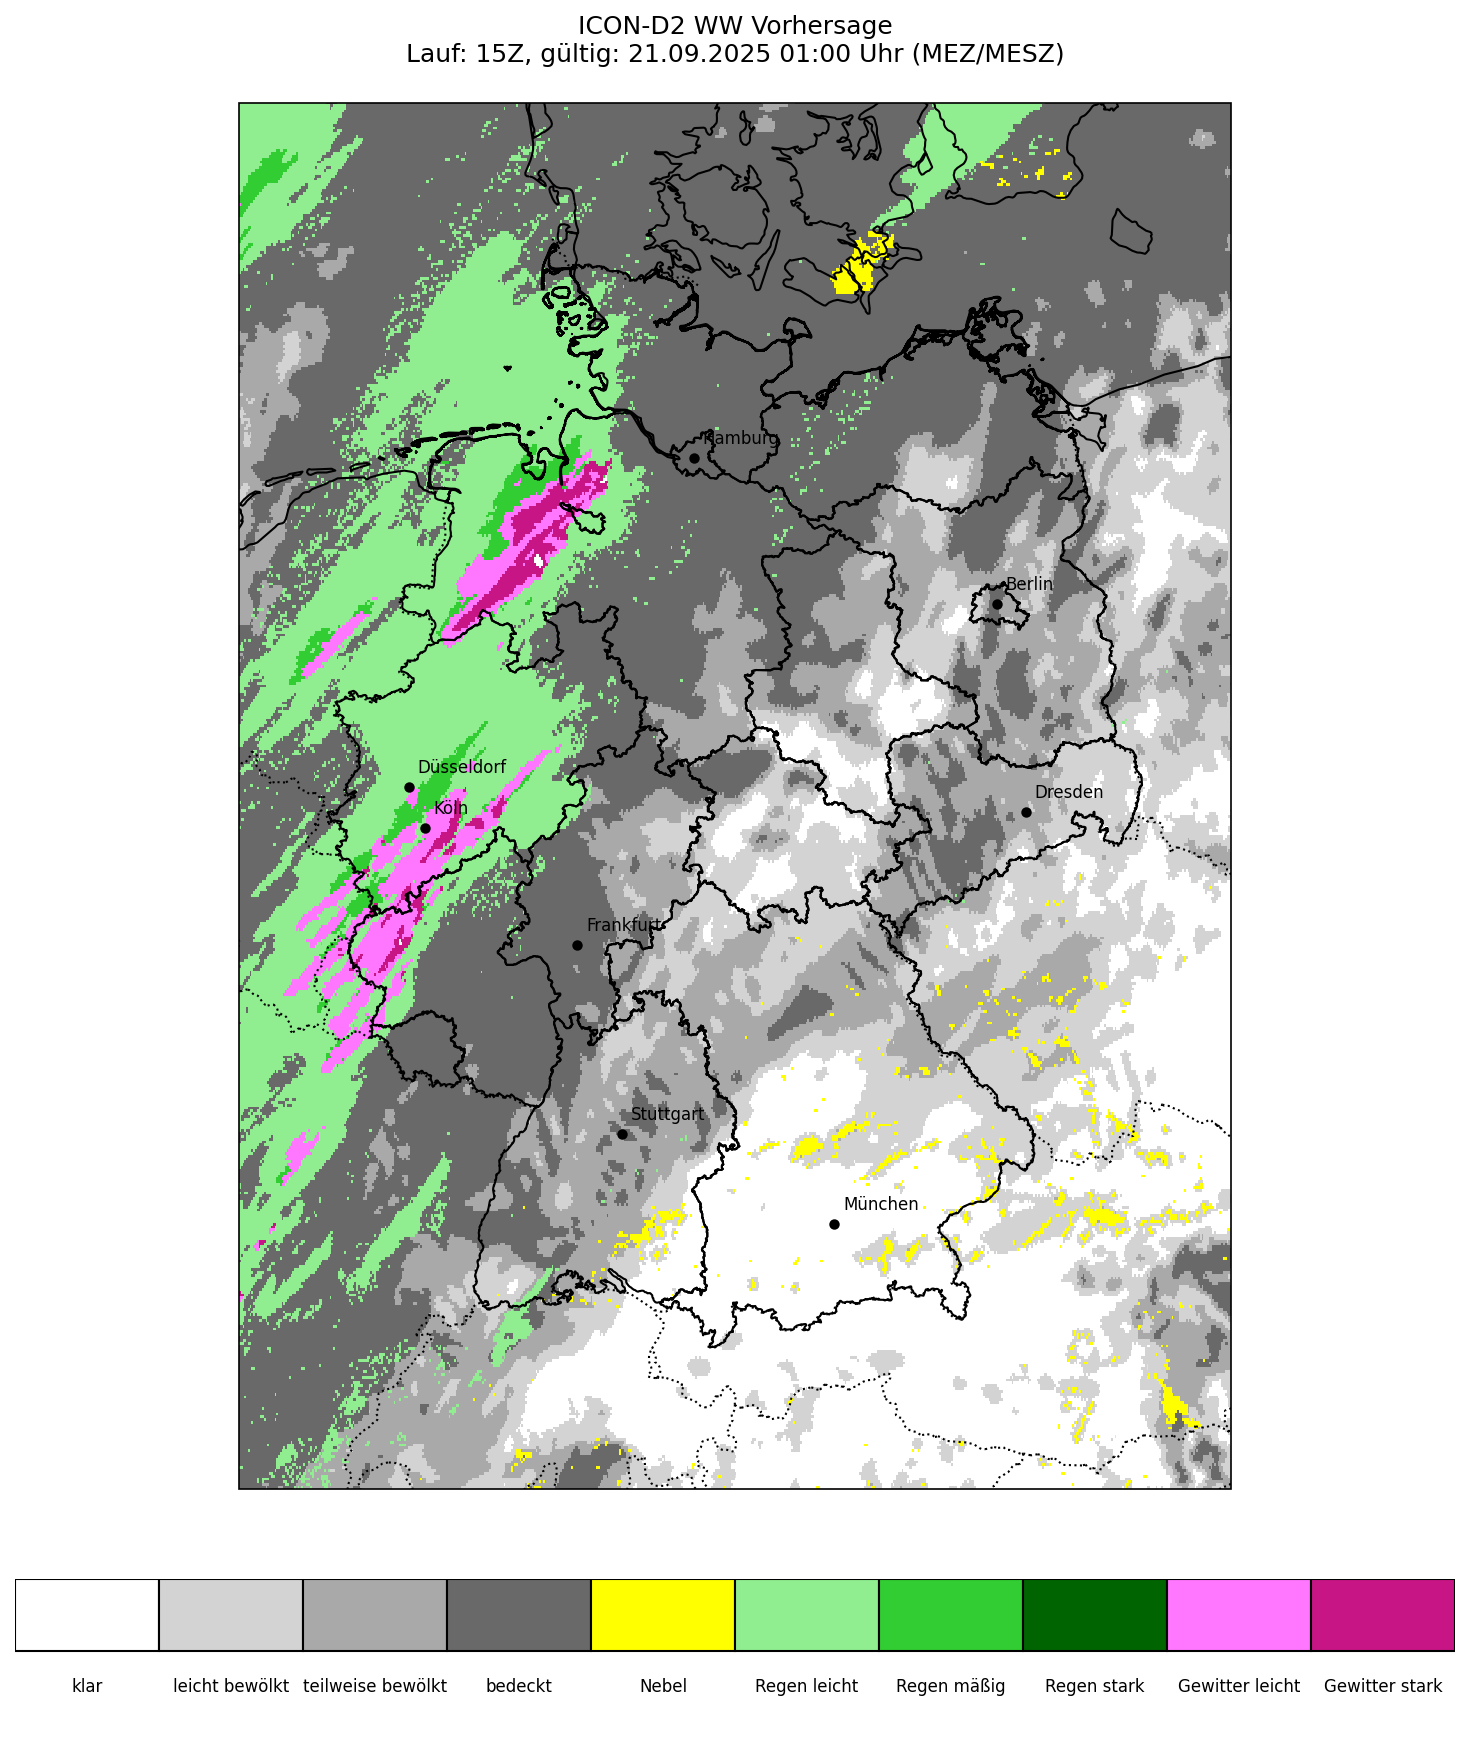 ICON-D2 WW Vorhersage
Lauf: 15Z, gültig: 21.09.2025 01:00 Uhr (MEZ/MESZ)
Hamburg
Berlin
Düsseldorf
Köln
Dresden
Frankfurt
Stuttgart
München
klar
leicht bewölkt
teilweise bewölkt
bedeckt
Nebel
Regen leicht
Regen mäßig
Regen stark
Gewitter leicht
Gewitter stark